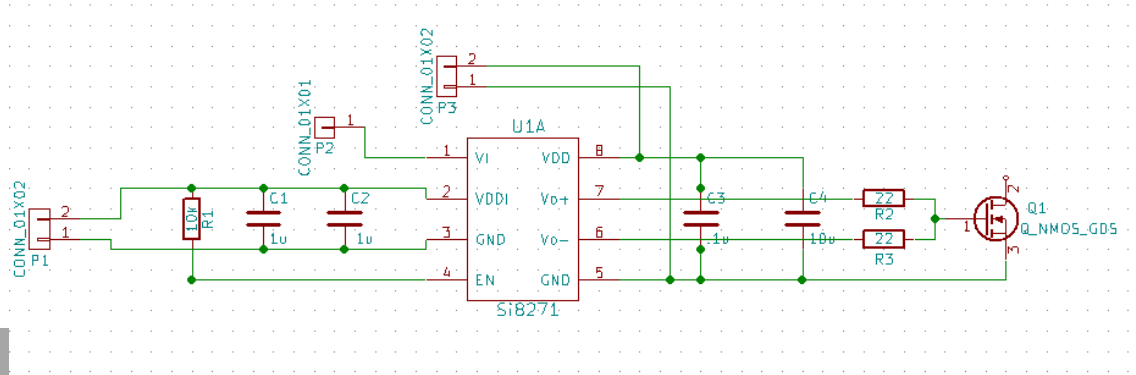 CONN_01X02
2
1
P3
CONN_01X01
1
P2
U1A
1
VI
VDD
8
2
VDDI
Vo+
7
3
GND
Vo-
6
4
EN
GND
5
Si8271
CONN_01X02
2
1
P1
10k
R1
C1
1u
C2
1u
C3
.1u
C4
10u
22
R2
22
R3
2
1
3
Q1
Q_NMOS_GDS